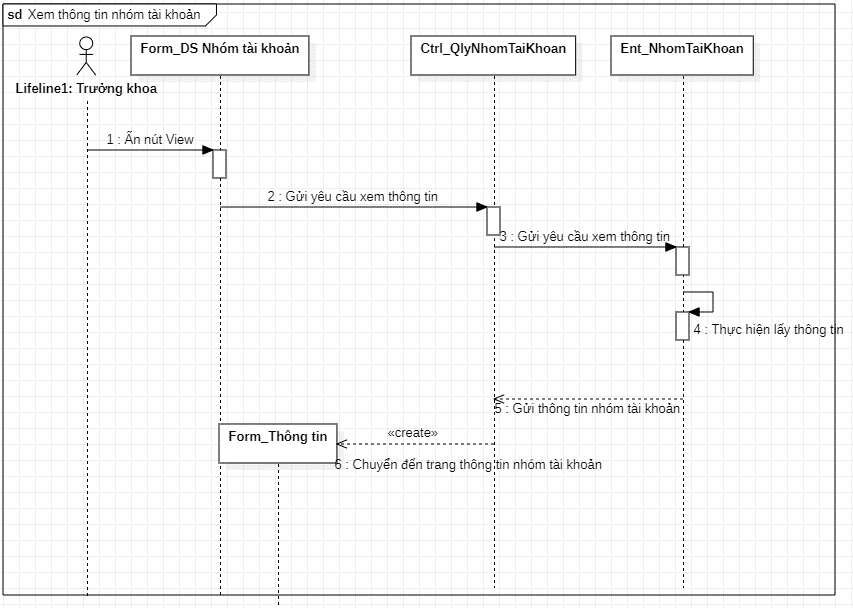 sd Xem thông tin nhóm tài khoản
Form_DS Nhóm tài khoản
Ctrl_QlyNhomTaiKhoan
Ent_NhomTaiKhoan
Lifeline1: Trưởng khoa
1 : Ấn nút View
2 : Gửi yêu cầu xem thông tin
3 : Gửi yêu cầu xem thông tin
4 : Thực hiện lấy thông tin
5 : Gửi thông tin nhóm tài khoản
«create»
Form_Thông tin
6 : Chuyển đến trang thông tin nhóm tài khoản